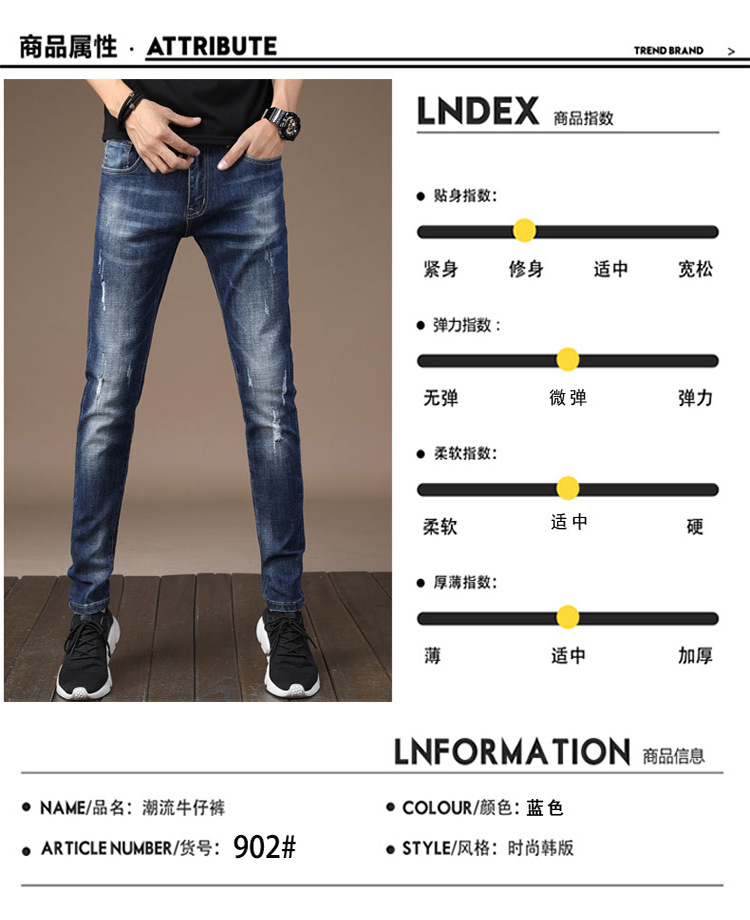 商品属性 · ATTRIBUTE
TREND BRAND >
LNDEX 商品指数
贴身指数：
紧身 修身 适中 宽松
弹力指数：
无弹 微弹 弹力
柔软指数：
柔软 适中 硬
厚薄指数：
薄 适中 加厚
LNFORMATION 商品信息
NAME/品名：潮流牛仔裤
COLOUR/颜色：蓝色
ARTICLE NUMBER/货号：902#
STYLE/风格：时尚韩版